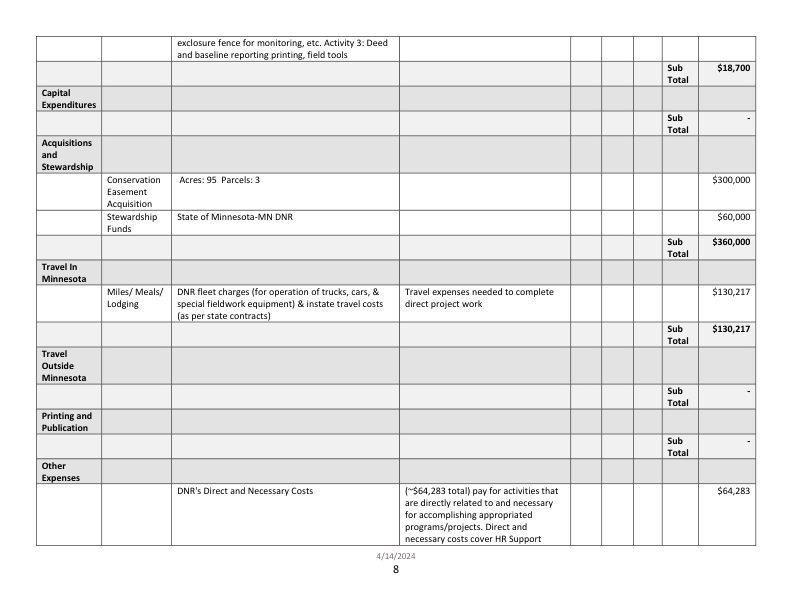 exclosure fence for monitoring, etc. Activity 3: Deed
and baseline reporting printing, field tools
Sub
Total
$18,700
Capital
Expenditures
Sub
Total
-
Acquisitions
and
Stewardship
Conservation
Easement
Acquisition
Acres: 95  Parcels: 3
$300,000
Stewardship
Funds
State of Minnesota-MN DNR
$60,000
Sub
Total
$360,000
Travel In
Minnesota
Miles/ Meals/
Lodging
DNR fleet charges (for operation of trucks, cars, &
special fieldwork equipment) & instate travel costs
(as per state contracts)
Travel expenses needed to complete
direct project work
$130,217
Sub
Total
$130,217
Travel
Outside
Minnesota
Sub
Total
-
Printing and
Publication
Sub
Total
-
Other
Expenses
DNR's Direct and Necessary Costs
(~$64,283 total) pay for activities that
are directly related to and necessary
for accomplishing appropriated
programs/projects. Direct and
necessary costs cover HR Support
$64,283
4/14/2024
8